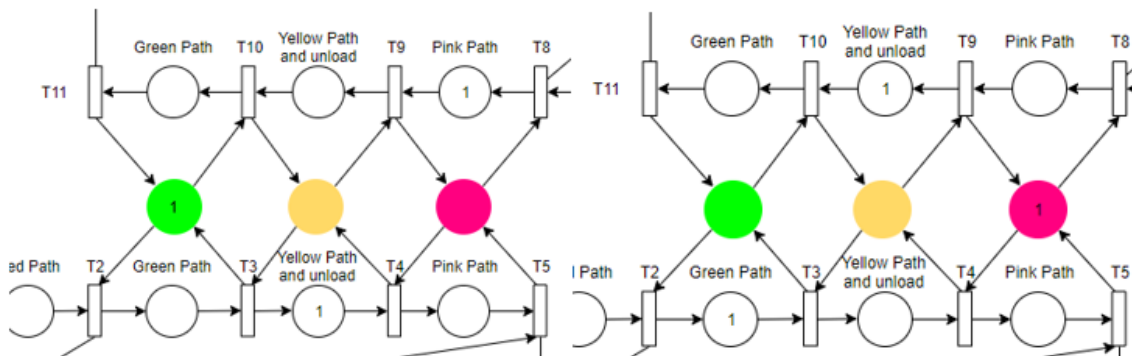 Green Path
T10
Yellow Path
and unload
T9
Pink Path
T8
T11
1
1
ed Path
T2
Green Path
T3
Yellow Path
and unload
T4
Pink Path
T5
1
Green Path
T10
Yellow Path
and unload
T9
Pink Path
T8
T11
1
1
l Path
T2
Green Path
T3
Yellow Path
and unload
T4
Pink Path
T5
1